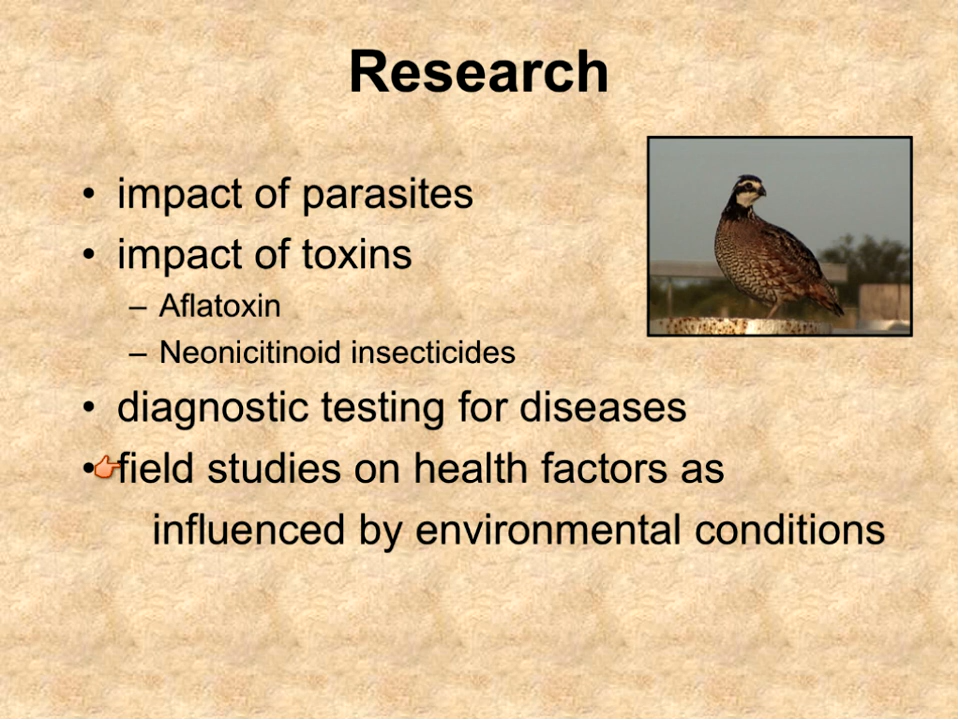 Research
• impact of parasites
• impact of toxins
– Aflatoxin
– Neonicitinoid insecticides
• diagnostic testing for diseases
• field studies on health factors as
influenced by environmental conditions